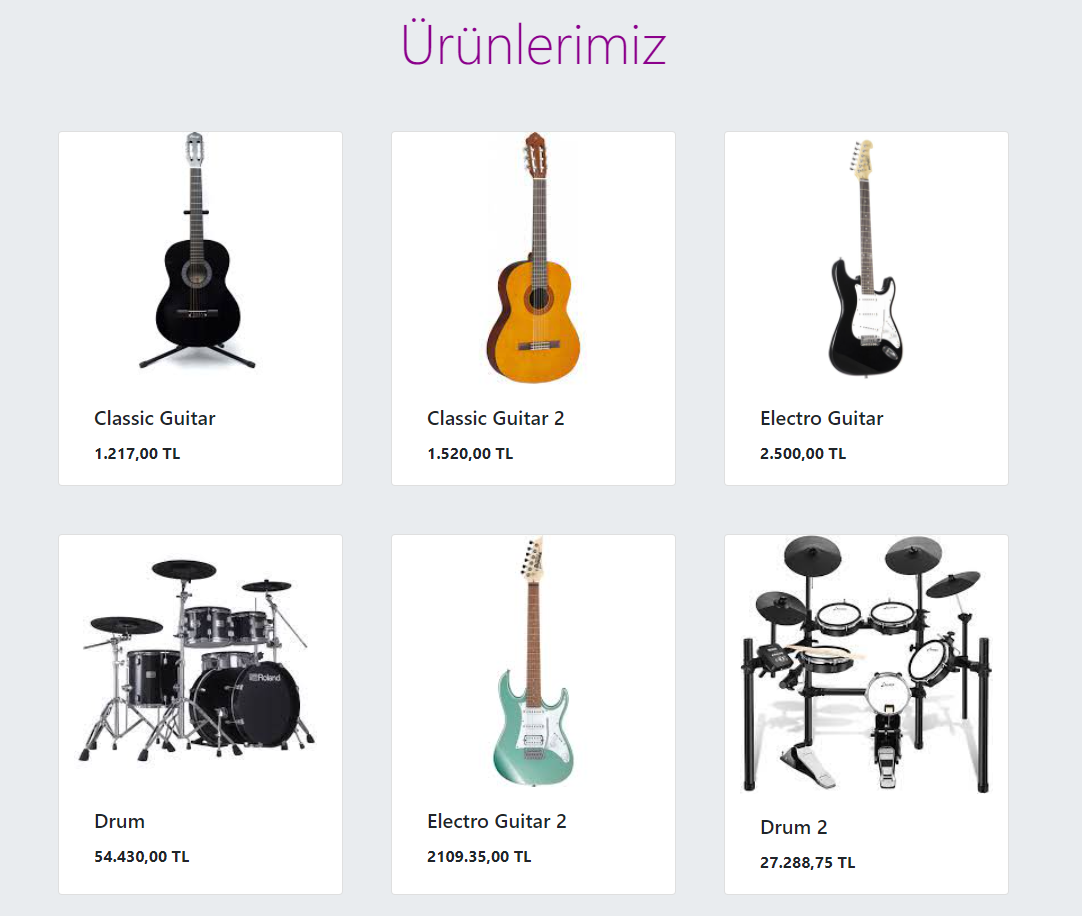 Ürünlerimiz
Classic Guitar
1.217,00 TL
Classic Guitar 2
1.520,00 TL
Electro Guitar
2.500,00 TL
Roland
Drum
54.430,00 TL
Electro Guitar 2
2109.35,00 TL
Drum 2
27.288,75 TL